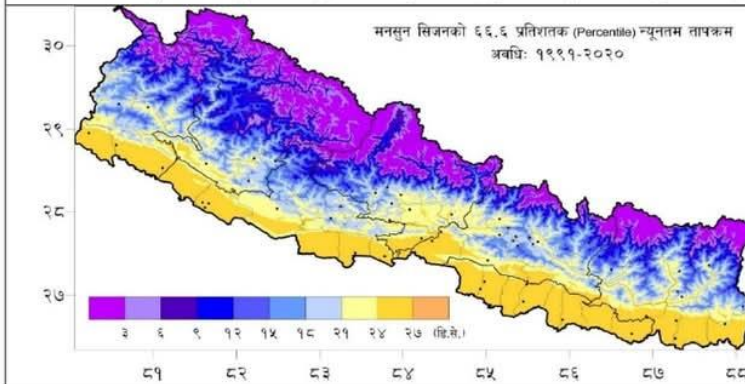 मनसुन सिजनको ६६.६ प्रतिशतक (Percentile) न्यूनतम तापक्रम
अवधिः १९९१-२०२०
३०
२९
२८
२७
३ ६ ९ १२ १५ १८ २१ २४ २७ (डि.से.)
८१ ८२ ८३ ८४ ८५ ८६ ८७ ८८